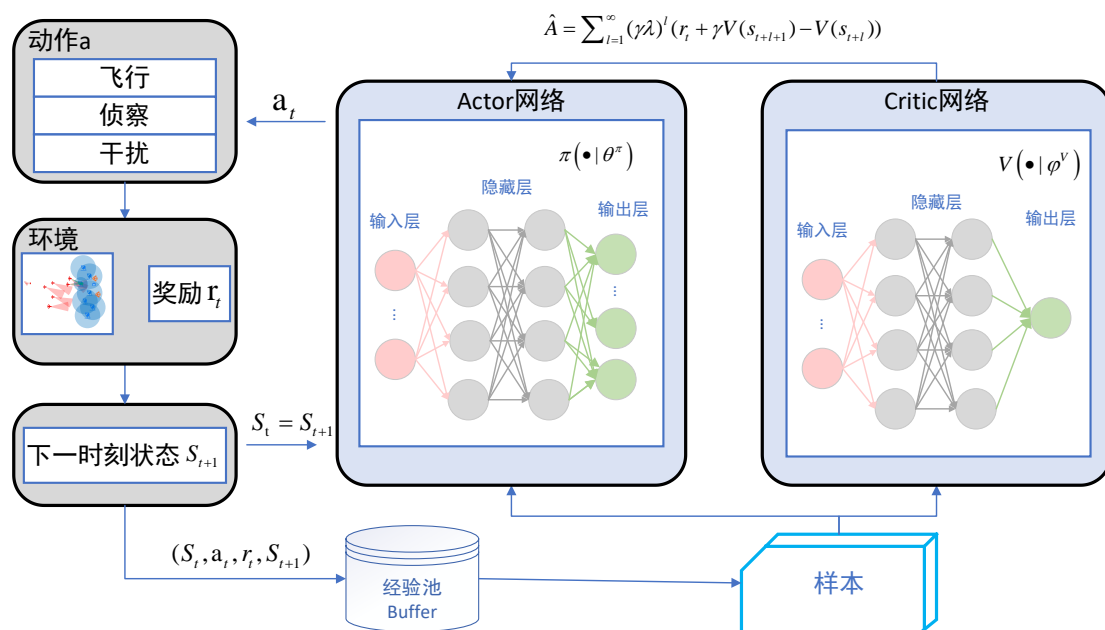 Â = ∑_{l=1}^{∞} (γλ)^l (r_t + γV(s_{t+l+1}) − V(s_{t+l}))
动作a
飞行
侦察
干扰
a_t
环境
奖励 r_t
下一时刻状态 S_{t+1}
S_t = S_{t+1}
Actor网络
π(• | θ^π)
隐藏层
输入层
输出层
⋮
⋮
Critic网络
V(• | φ^V)
隐藏层
输入层
输出层
⋮
(S_t, a_t, r_t, S_{t+1})
经验池
Buffer
样本